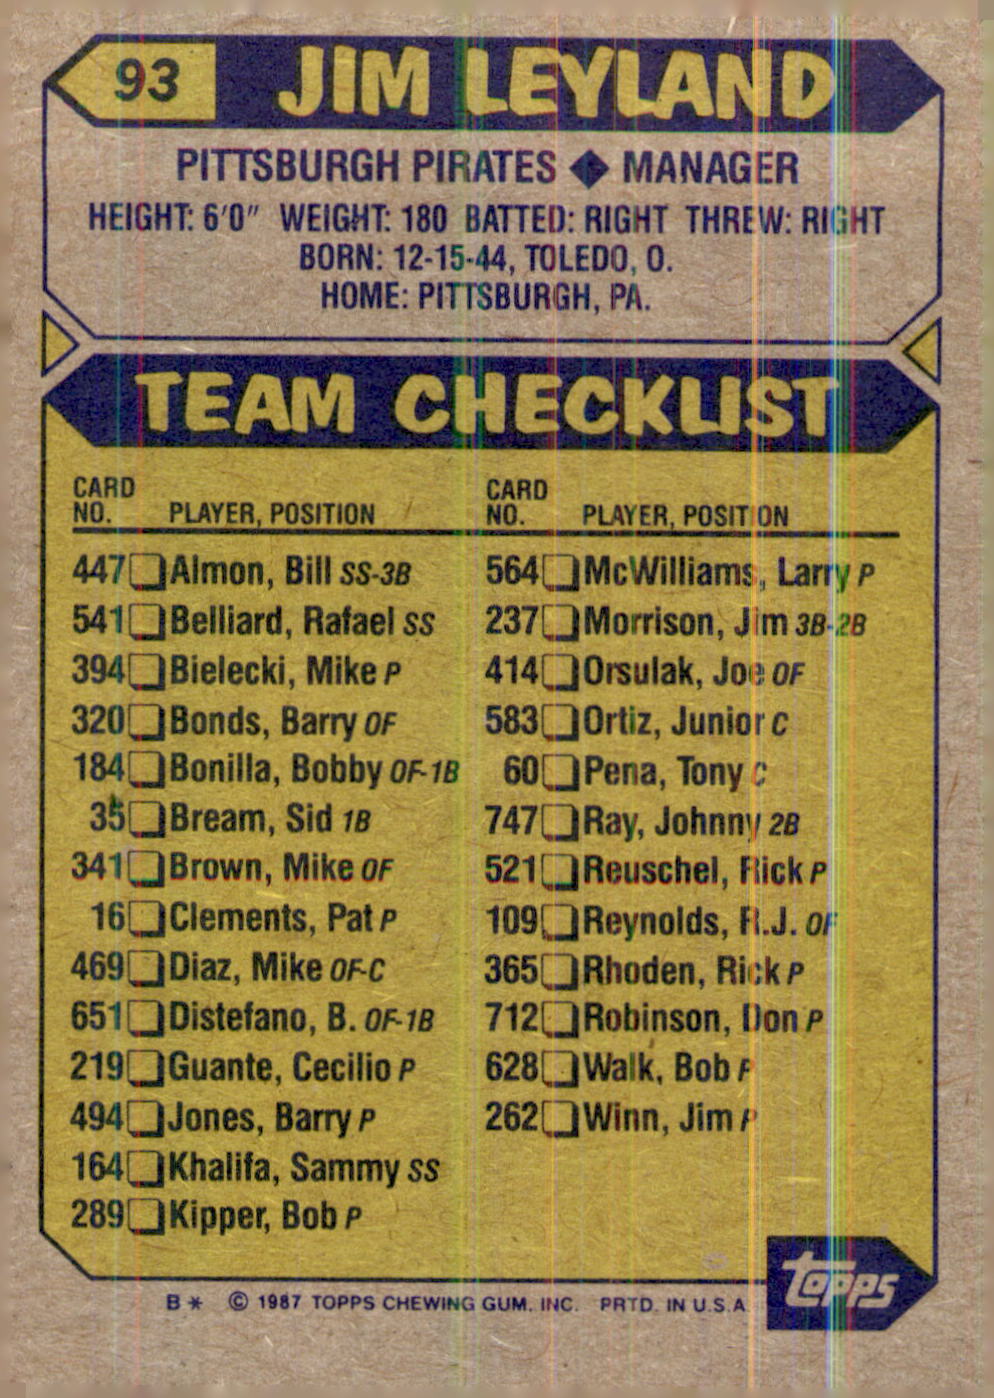 93 JIM LEYLAND
PITTSBURGH PIRATES ◆ MANAGER
HEIGHT: 6'0" WEIGHT: 180 BATTED: RIGHT THREW: RIGHT
BORN: 12-15-44, TOLEDO, O.
HOME: PITTSBURGH, PA.
TEAM CHECKLIST
CARD
NO. PLAYER, POSITION
447 Almon, Bill SS-3B
541 Belliard, Rafael SS
394 Bielecki, Mike P
320 Bonds, Barry OF
184 Bonilla, Bobby OF-1B
35 Bream, Sid 1B
341 Brown, Mike OF
16 Clements, Pat P
469 Diaz, Mike OF-C
651 Distefano, B. OF-1B
219 Guante, Cecilio P
494 Jones, Barry P
164 Khalifa, Sammy SS
289 Kipper, Bob P
CARD
NO. PLAYER, POSITION
564 McWilliams, Larry P
237 Morrison, Jim 3B-2B
414 Orsulak, Joe OF
583 Ortiz, Junior C
60 Pena, Tony C
747 Ray, Johnny 2B
521 Reuschel, Rick P
109 Reynolds, R.J. OF
365 Rhoden, Rick P
712 Robinson, Don P
628 Walk, Bob P
262 Winn, Jim P
topps
B* © 1987 TOPPS CHEWING GUM. INC. PRTD. IN U.S.A.